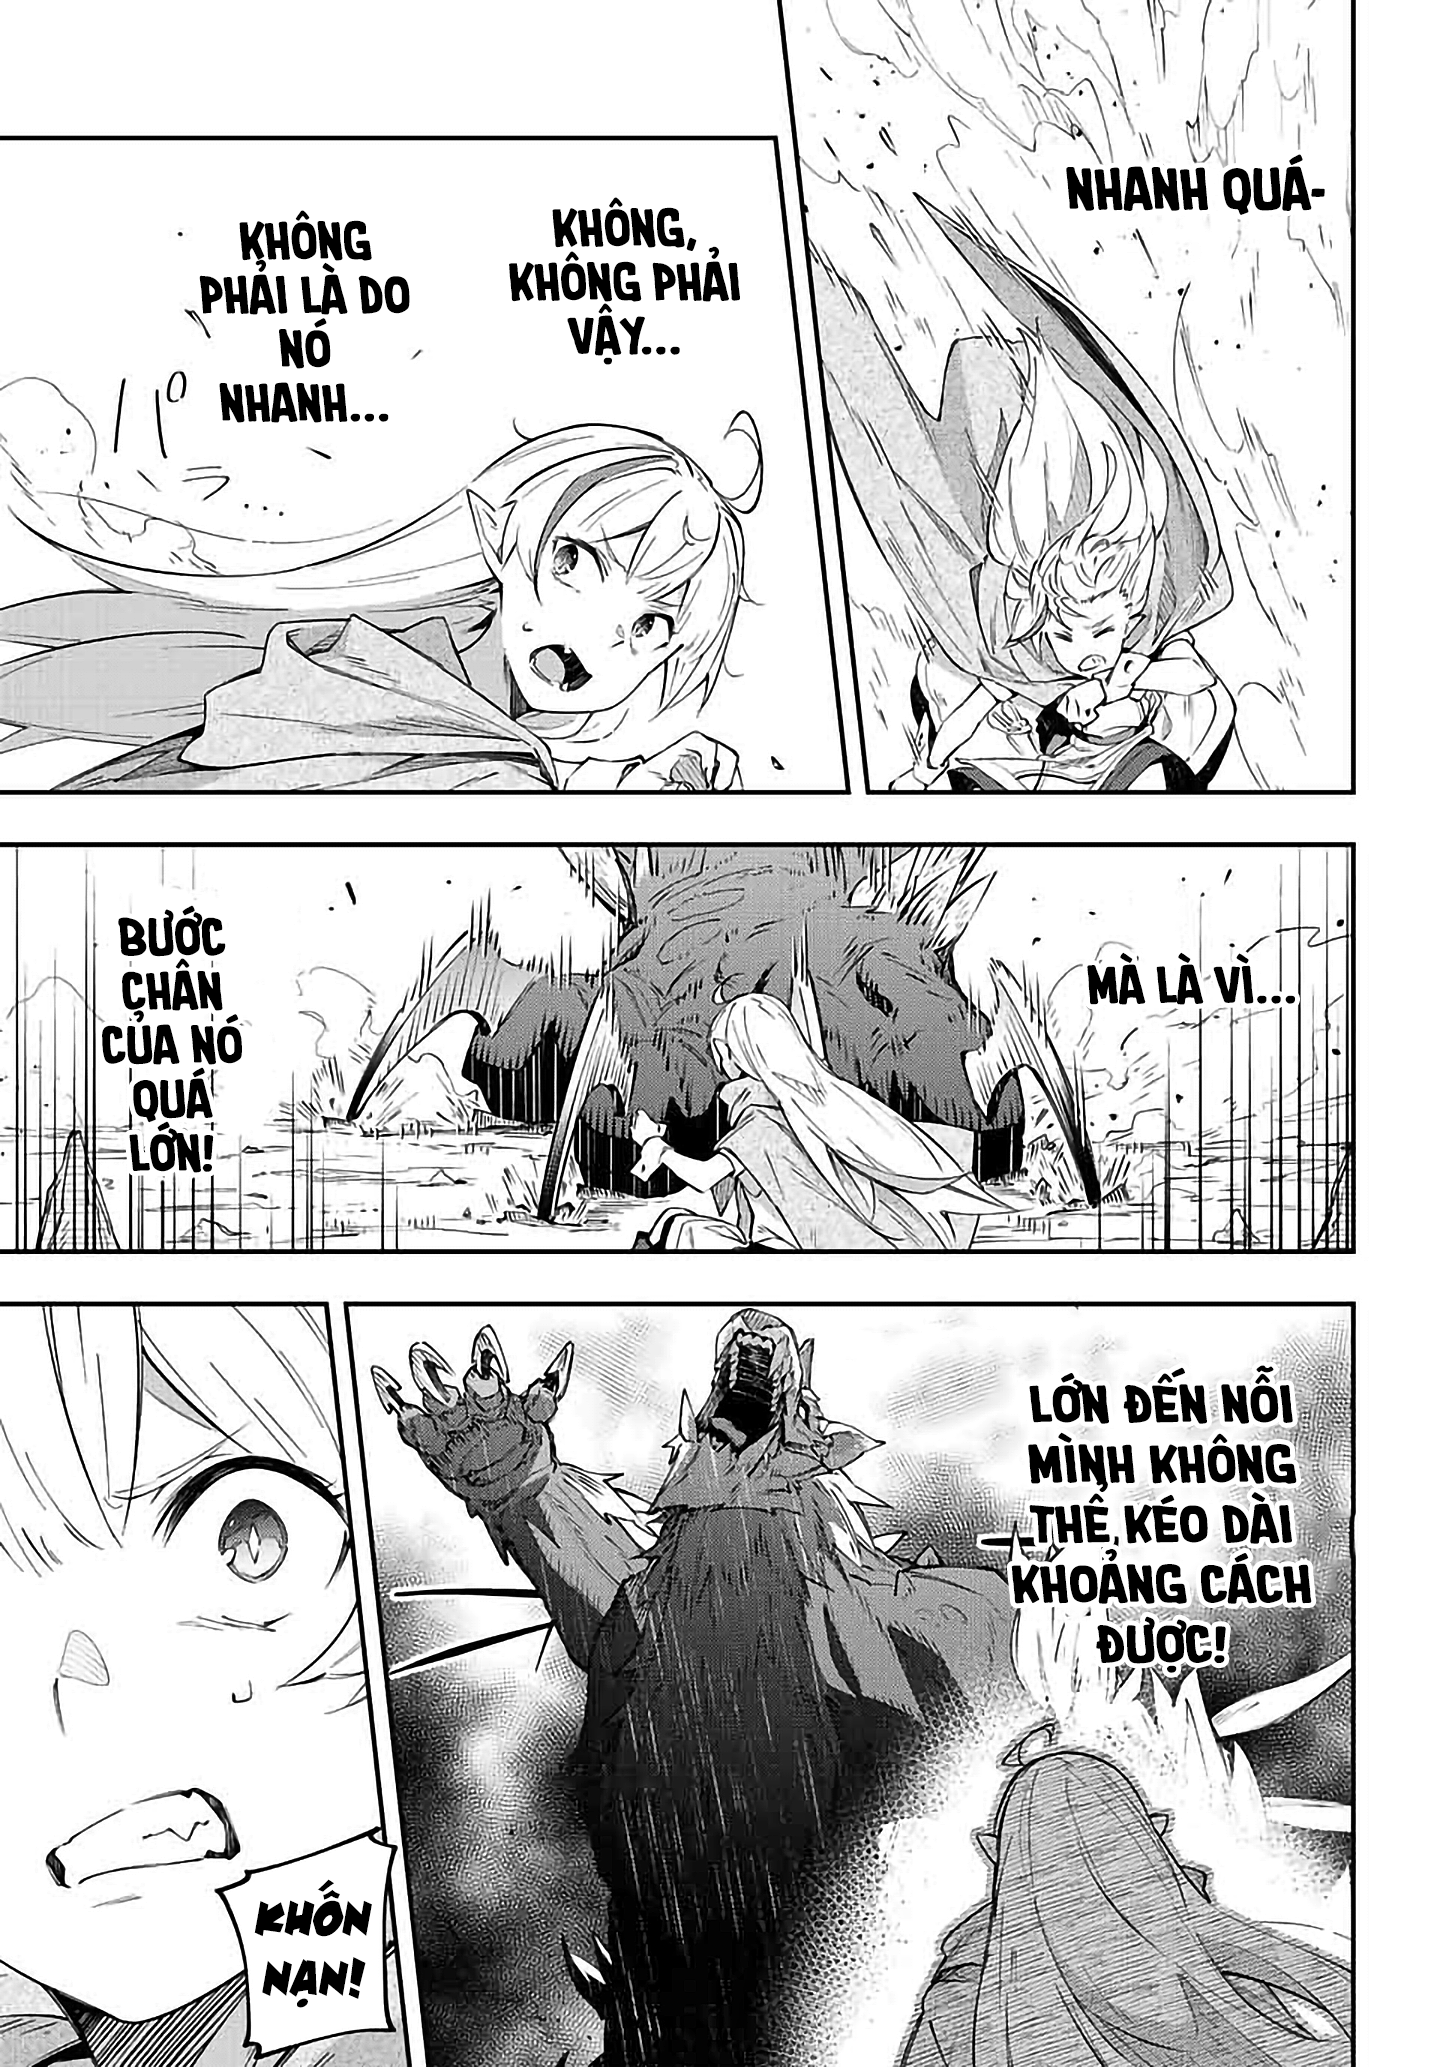 NHANH QUÁ-
KHÔNG,
KHÔNG PHẢI
VẬY...
KHÔNG
PHẢI LÀ DO
NÓ
NHANH...
MÀ LÀ VÌ...
BƯỚC
CHÂN
CỦA NÓ
QUÁ
LỚN!
LỚN ĐẾN NỖI
MÌNH KHÔNG
THỂ KÉO DÀI
KHOẢNG CÁCH
ĐƯỢC!
KHỐN
NẠN!